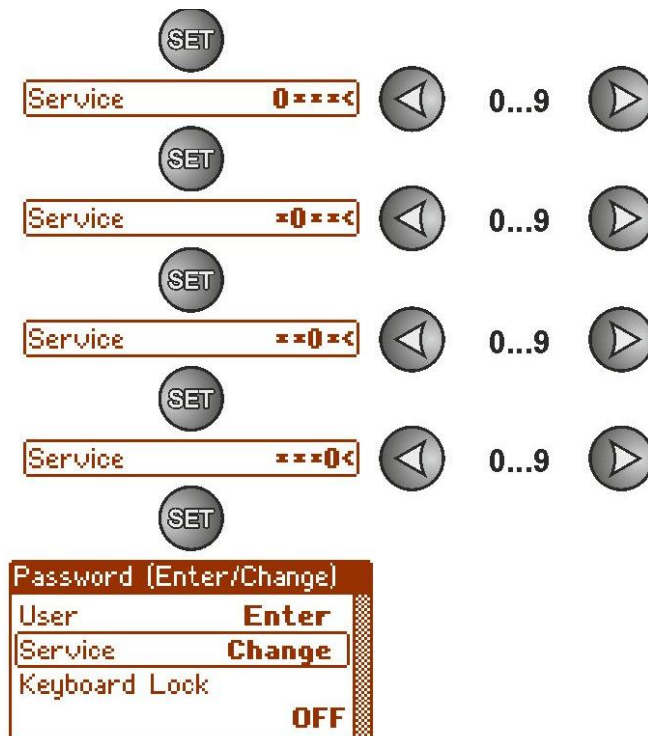 SET
Service 0***<
0...9
SET
Service *0**<
0...9
SET
Service **0*<
0...9
SET
Service ***0<
0...9
SET
Password (Enter/Change)
User Enter
Service Change
Keyboard Lock
OFF